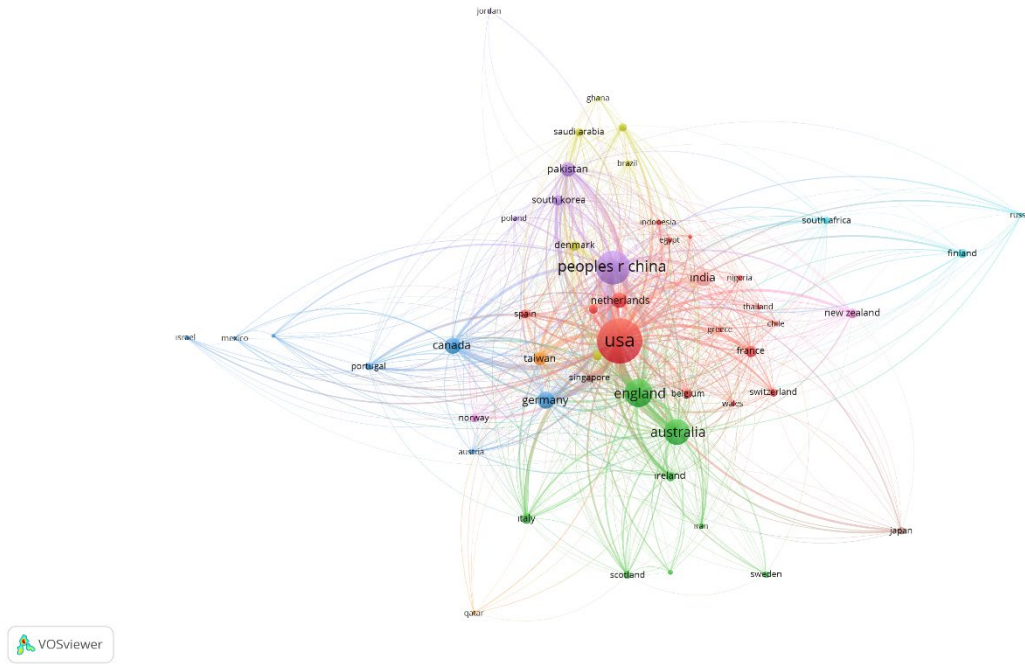 jordan
ghana
saudi arabia
brazil
pakistan
south korea
poland
indonesia
south africa
egypt
denmark
finland
peoples r china
india
nigeria
netherlands
thailand
spain
new zealand
chile
greece
israel
mexico
usa
canada
france
taiwan
portugal
singapore
switzerland
england
belgium
germany
wales
norway
australia
austria
ireland
italy
iran
japan
scotland
sweden
qatar
VOSviewer